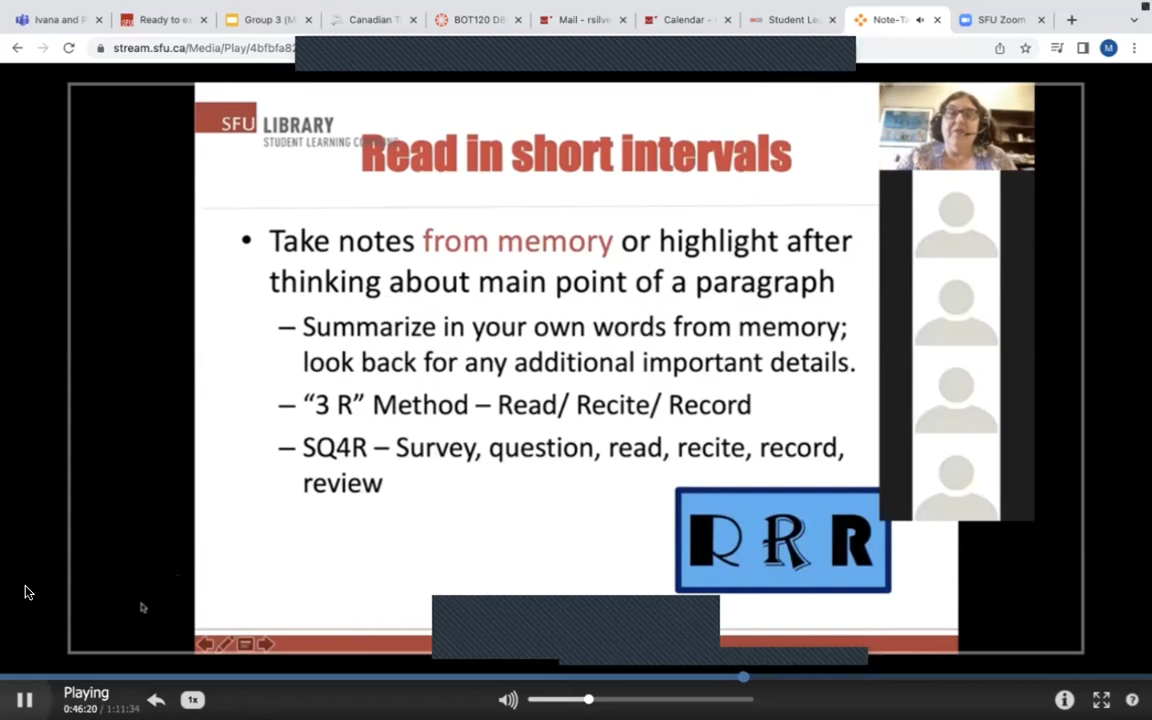 Ivana and P
Ready to e
Group 3 (M
Canadian T
BOT120 D8
Mail - rsilve
Calendar -
Student Lea
Note-Ta
SFU Zoom
stream.sfu.ca/Media/Play/4bfbfa82
M
SFU LIBRARY
STUDENT LEARNING CO
Read in short intervals
• Take notes from memory or highlight after
thinking about main point of a paragraph
– Summarize in your own words from memory;
look back for any additional important details.
– “3 R” Method – Read/ Recite/ Record
– SQ4R – Survey, question, read, recite, record,
review
R R R
Playing
0:46:20 / 1:11:34
1x